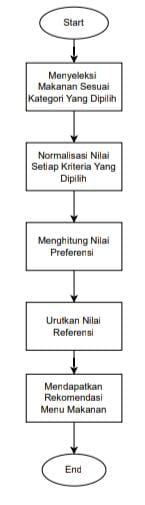 Start
Menyeleksi
Makanan Sesuai
Kategori Yang Dipilih
Normalisasi Nilai
Setiap Kriteria Yang
Dipilih
Menghitung Nilai
Preferensi
Urutkan Nilai
Referensi
Mendapatkan
Rekomendasi
Menu Makanan
End